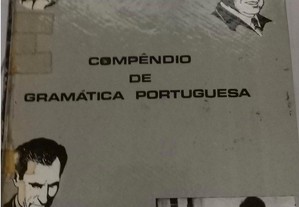 COMPÊNDIO
DE
GRAMÁTICA PORTUGUESA